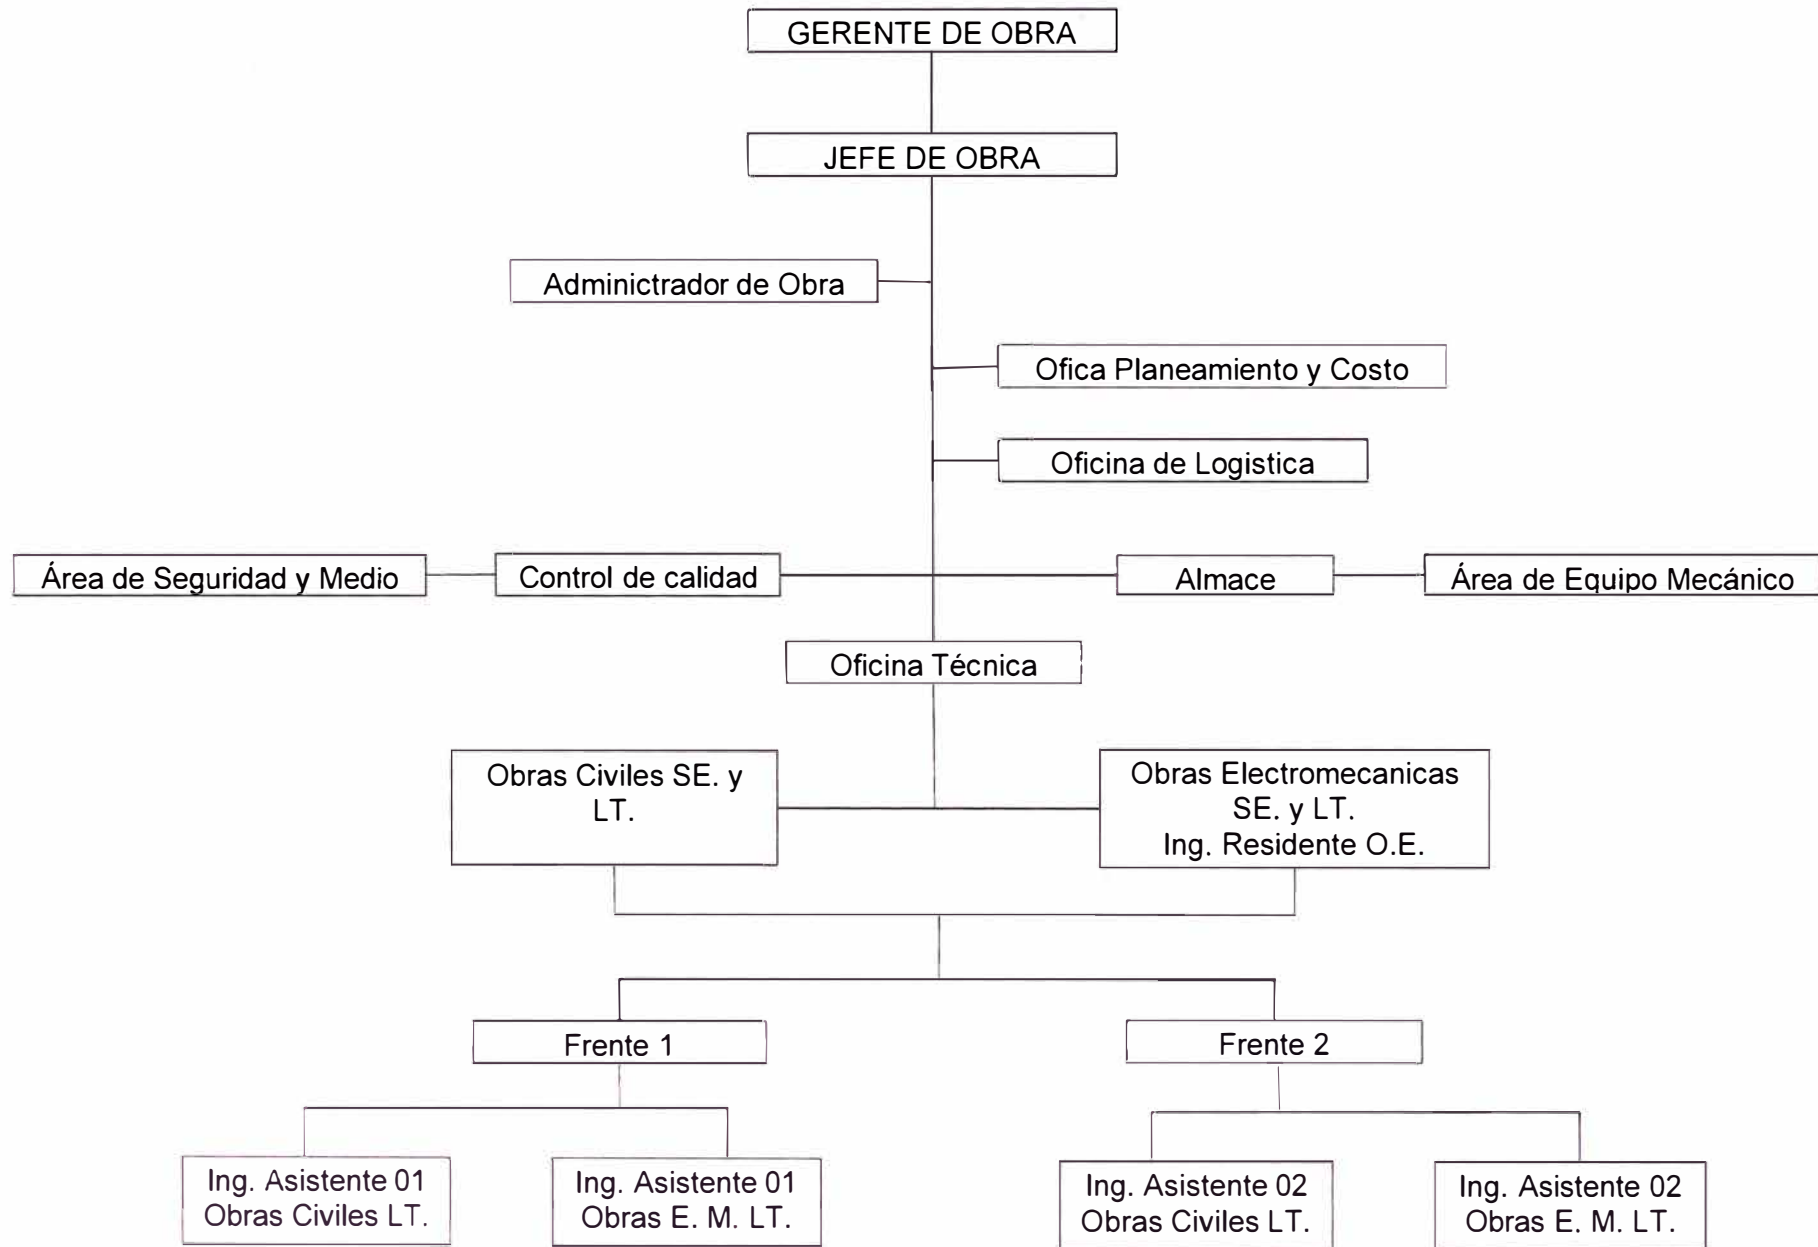 GERENTE DE OBRA
JEFE DE OBRA
Adminictrador de Obra
Ofica Planeamiento y Costo
Oficina de Logistica
Área de Seguridad y Medio
Control de calidad
Almace
Área de Equipo Mecánico
Oficina Técnica
Obras Civiles SE. y
LT.
Obras Electromecanicas
SE. y LT.
Ing. Residente O.E.
Frente 1
Frente 2
Ing. Asistente 01
Obras Civiles LT.
Ing. Asistente 01
Obras E. M. LT.
Ing. Asistente 02
Obras Civiles LT.
Ing. Asistente 02
Obras E. M. LT.